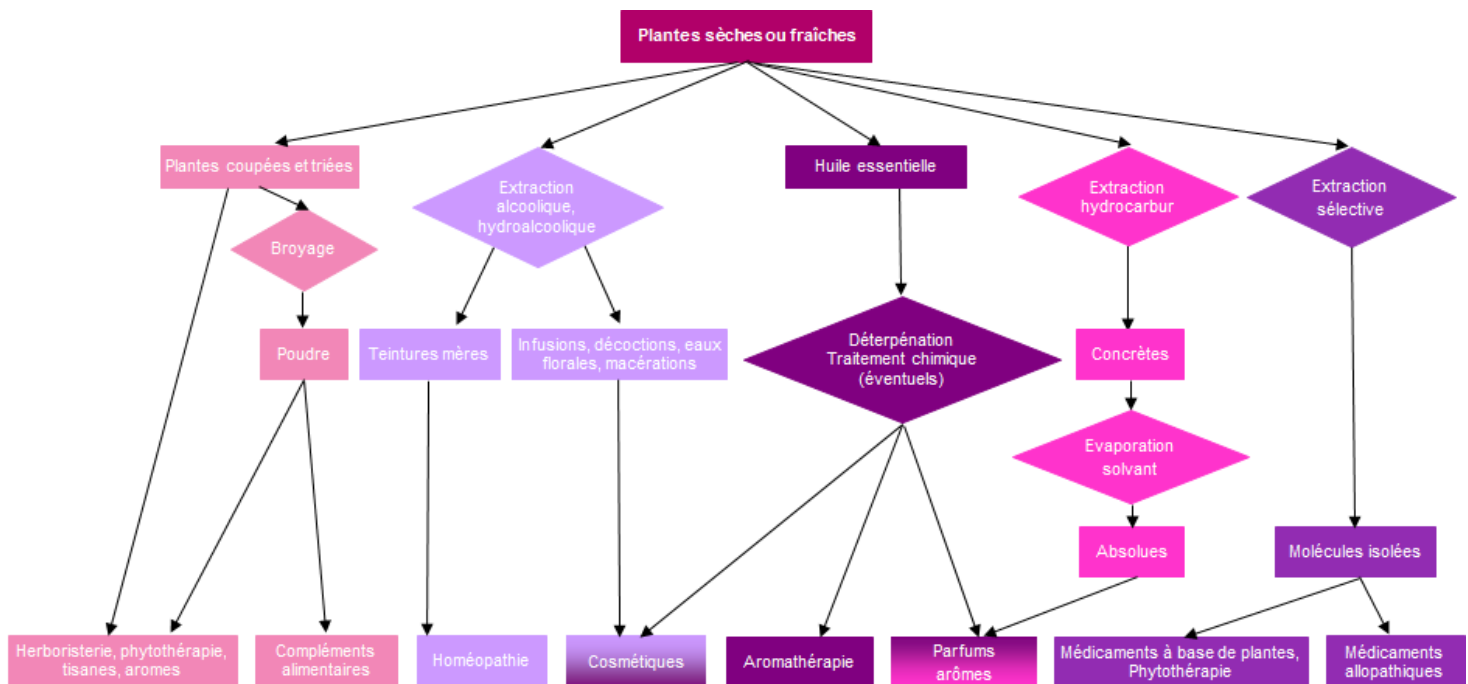 Plantes sèches ou fraîches
Plantes coupées et triées
Extraction
alcoolique,
hydroalcoolique
Huile essentielle
Extraction
hydrocarbur
Extraction
sélective
Broyage
Poudre
Teintures mères
Infusions, décoctions, eaux
florales, macérations
Déterpénation
Traitement chimique
(éventuels)
Concrètes
Evaporation
solvant
Absolues
Molécules isolées
Herboristerie, phytothérapie,
tisanes, aromes
Compléments
alimentaires
Homéopathie
Cosmétiques
Aromathérapie
Parfums
arômes
Médicaments à base de plantes,
Phytothérapie
Médicaments
allopathiques